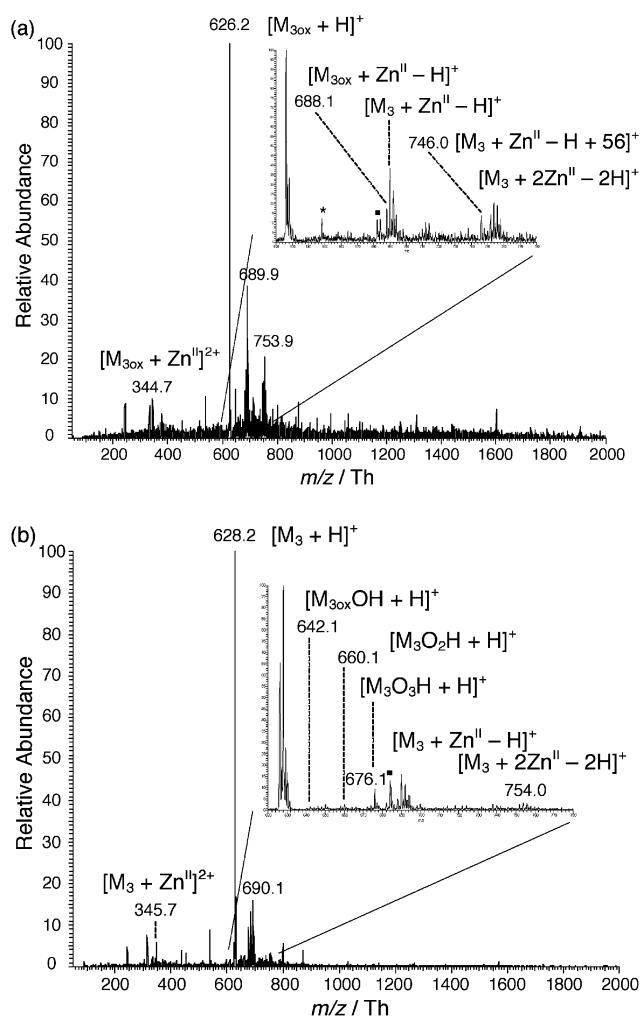 (a)
626.2 [M3ox + H]+
[M3ox + ZnII – H]+
688.1 [M3 + ZnII – H]+
746.0 [M3 + ZnII – H + 56]+
[M3 + 2ZnII – 2H]+
*
■
689.9
753.9
[M3ox + ZnII]2+
344.7
Relative Abundance
100
90
80
70
60
50
40
30
20
10
0
200 400 600 800 1000 1200 1400 1600 2000
m/z / Th
(b)
628.2 [M3 + H]+
[M3oxOH + H]+
642.1
[M3O2H + H]+
660.1
[M3O3H + H]+
[M3 + ZnII – H]+
676.1 ■
[M3 + 2ZnII – 2H]+
754.0
[M3 + ZnII]2+
345.7
690.1
Relative Abundance
100
90
80
70
60
50
40
30
20
10
0
200 400 600 800 1000 1200 1400 1600 2000
m/z / Th